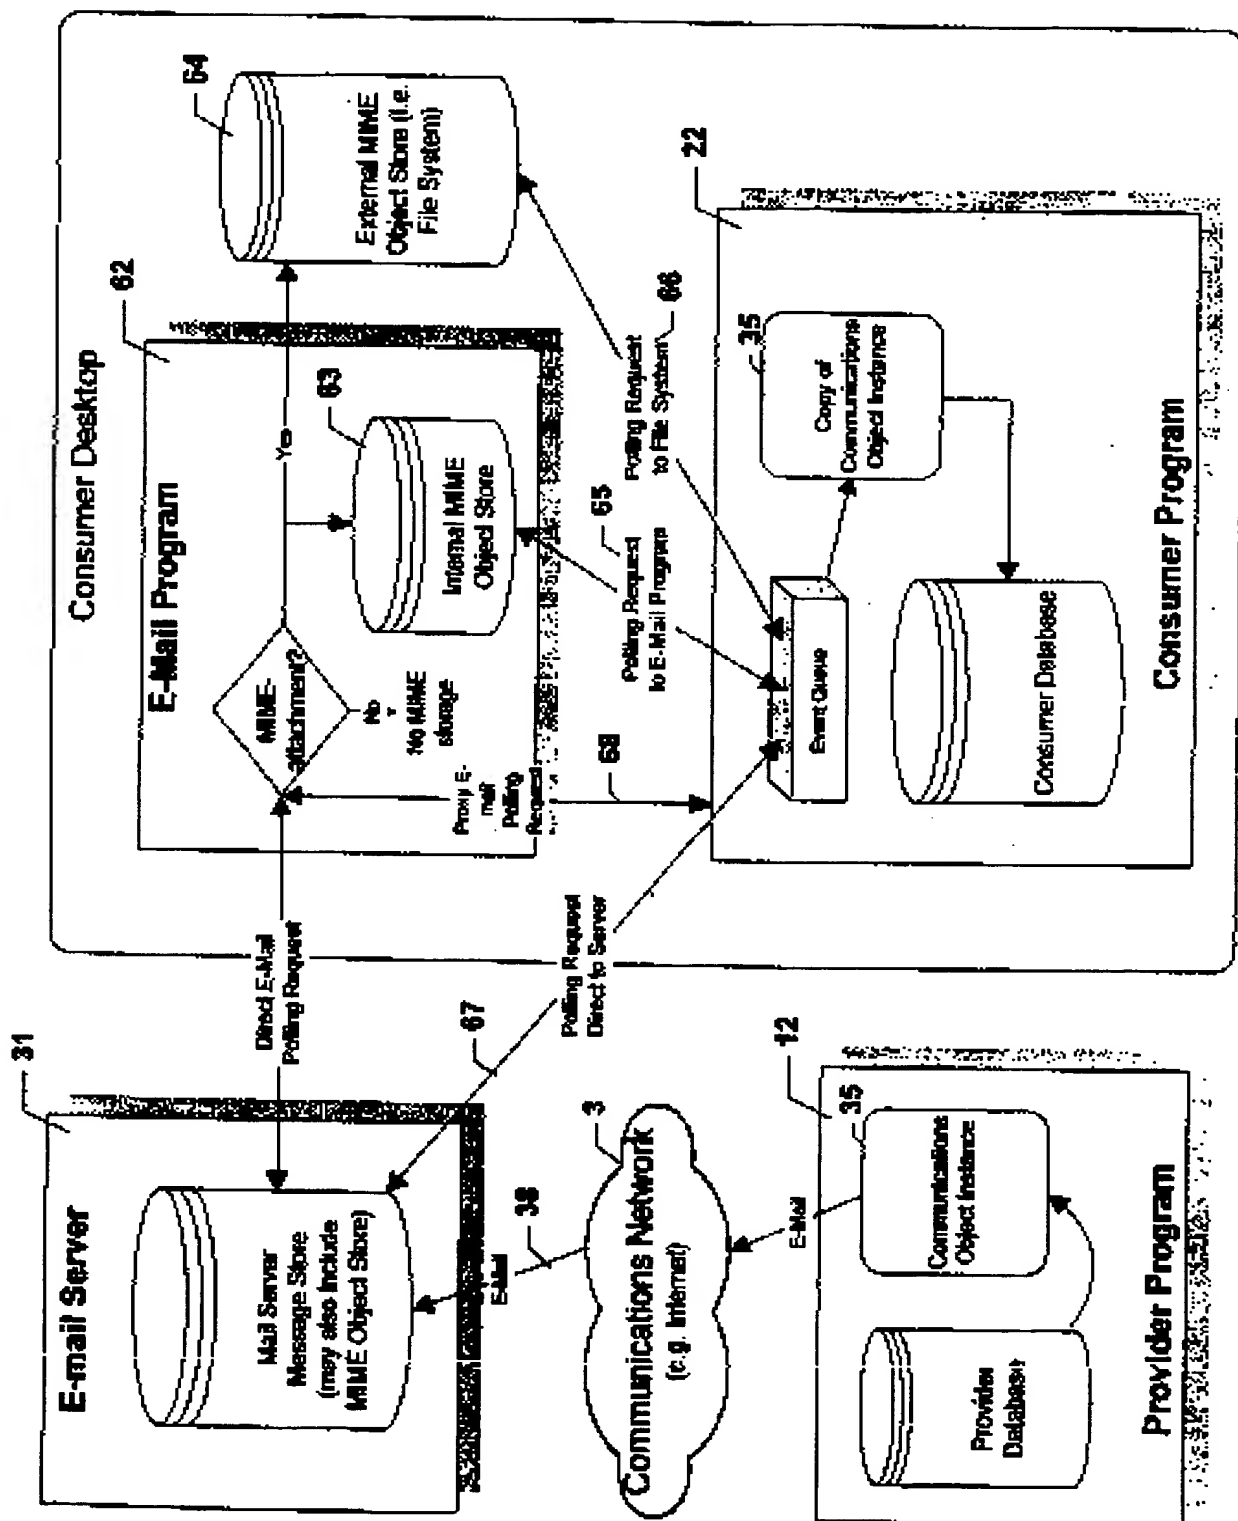 31
E-mail Server
Mail Server
Message Store
(may also Include
MIME Object Store)
Direct E-Mail
Polling Request
67
Polling Request
Direct to Server
E-Mail
38
3
Communications Network
(e.g. Internet)
E-Mail
12
35
Communications
Object Instance
Provider
Database
Provider Program
Consumer Desktop
E-Mail Program
62
MIME-
attachment?
Yes
No
No MIME
storage
Proxy E-
mail
Polling
Request
63
Internal MIME
Object Store
64
External MIME
Object Store (i.e.
File System)
68
65
Polling Request
to E-Mail Program
66
Polling Request
to File System
22
Event Queue
35
Copy of
Communications
Object Instance
Consumer Database
Consumer Program